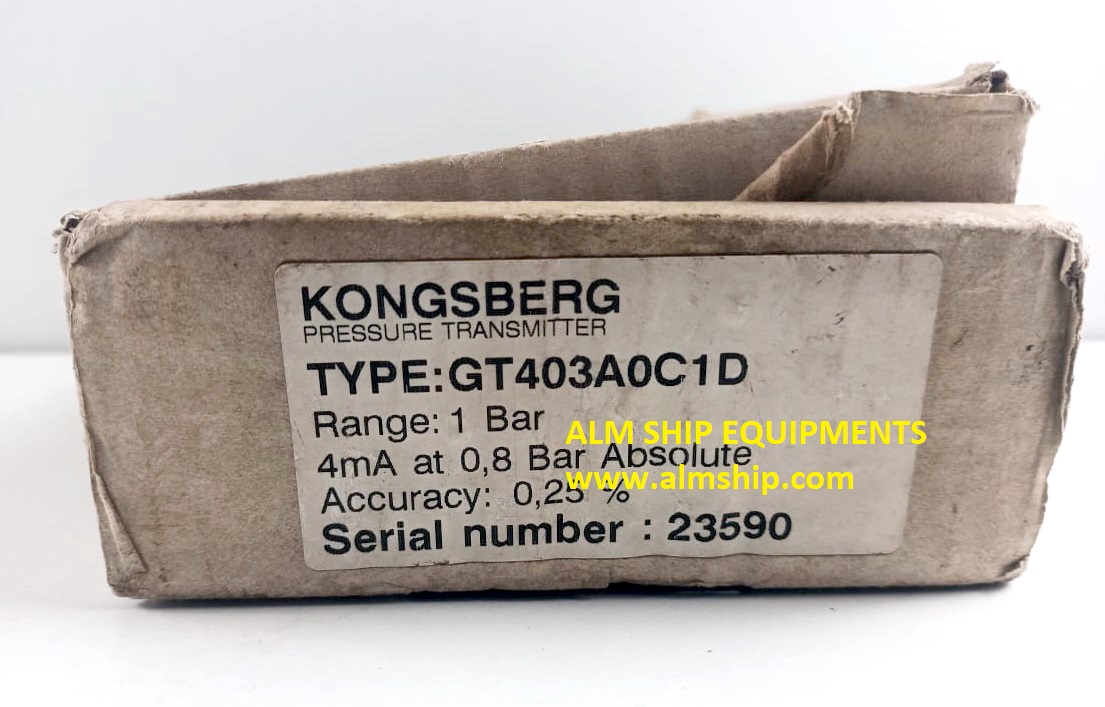 KONGSBERG
PRESSURE TRANSMITTER
TYPE:GT403A0C1D
Range: 1 Bar
ALM SHIP EQUIPMENTS
4mA at 0,8 Bar Absolute
www.almship.com
Accuracy: 0,25 %
Serial number : 23590